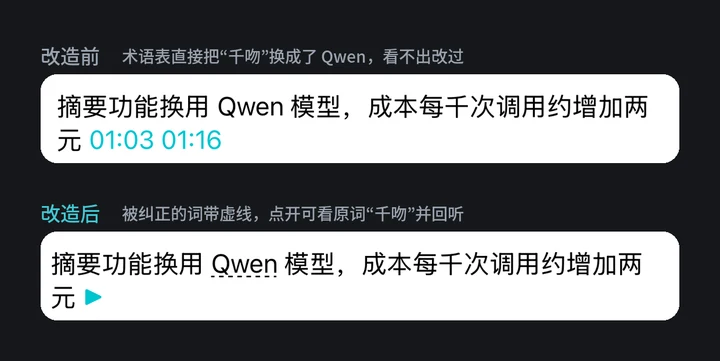 改造前 术语表直接把“千吻”换成了 Qwen，看不出改过
摘要功能换用 Qwen 模型，成本每千次调用约增加两
元 01:03 01:16
改造后 被纠正的词带虚线，点开可看原词“千吻”并回听
摘要功能换用 Qwen 模型，成本每千次调用约增加两
元